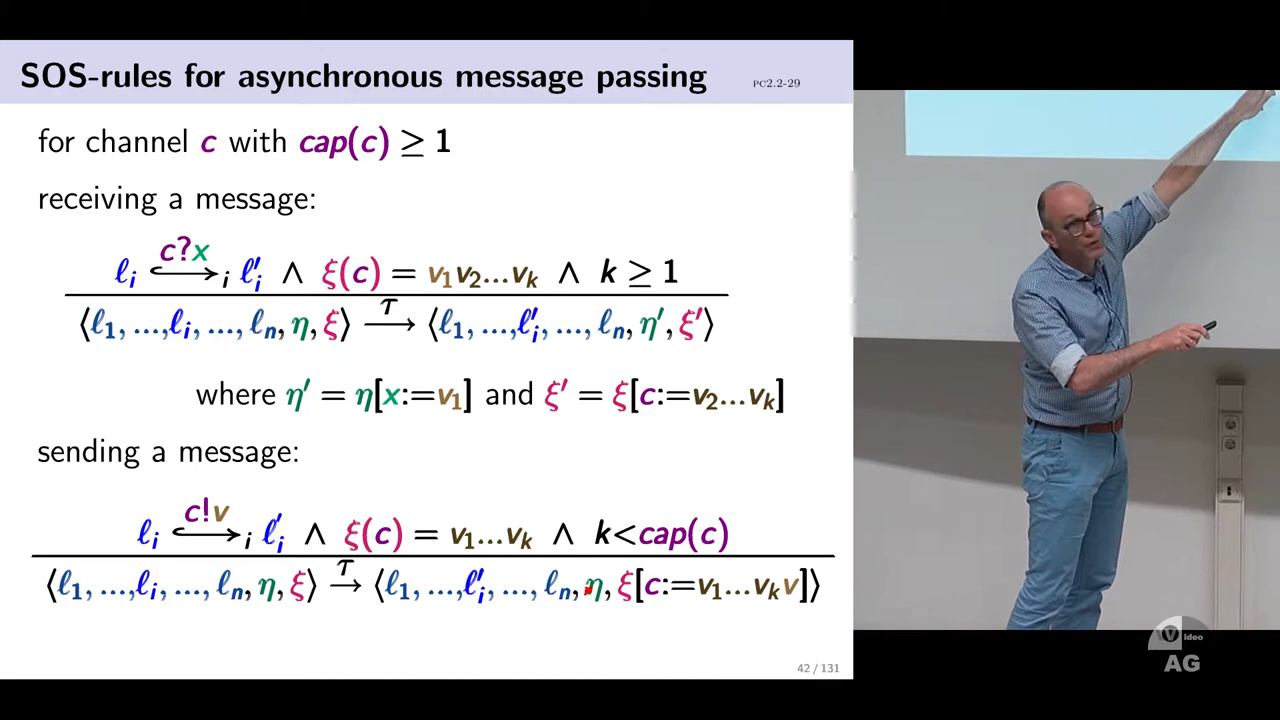 SOS-rules for asynchronous message passing PC2.2-29
for channel c with cap(c) ≥ 1
receiving a message:
ℓᵢ ↪ᵢ ℓ′ᵢ ∧ ξ(c) = v₁v₂...vₖ ∧ k ≥ 1 c?x
⟨ℓ₁, ...,ℓᵢ, ..., ℓₙ, η, ξ⟩ —τ→ ⟨ℓ₁, ...,ℓ′ᵢ, ..., ℓₙ, η′, ξ′⟩
where η′ = η[x:=v₁] and ξ′ = ξ[c:=v₂...vₖ]
sending a message:
ℓᵢ ↪ᵢ ℓ′ᵢ ∧ ξ(c) = v₁...vₖ ∧ k<cap(c) c!v
⟨ℓ₁, ...,ℓᵢ, ..., ℓₙ, η, ξ⟩ —τ→ ⟨ℓ₁, ...,ℓ′ᵢ, ..., ℓₙ, η, ξ[c:=v₁...vₖv]⟩
42 / 131
Video
AG